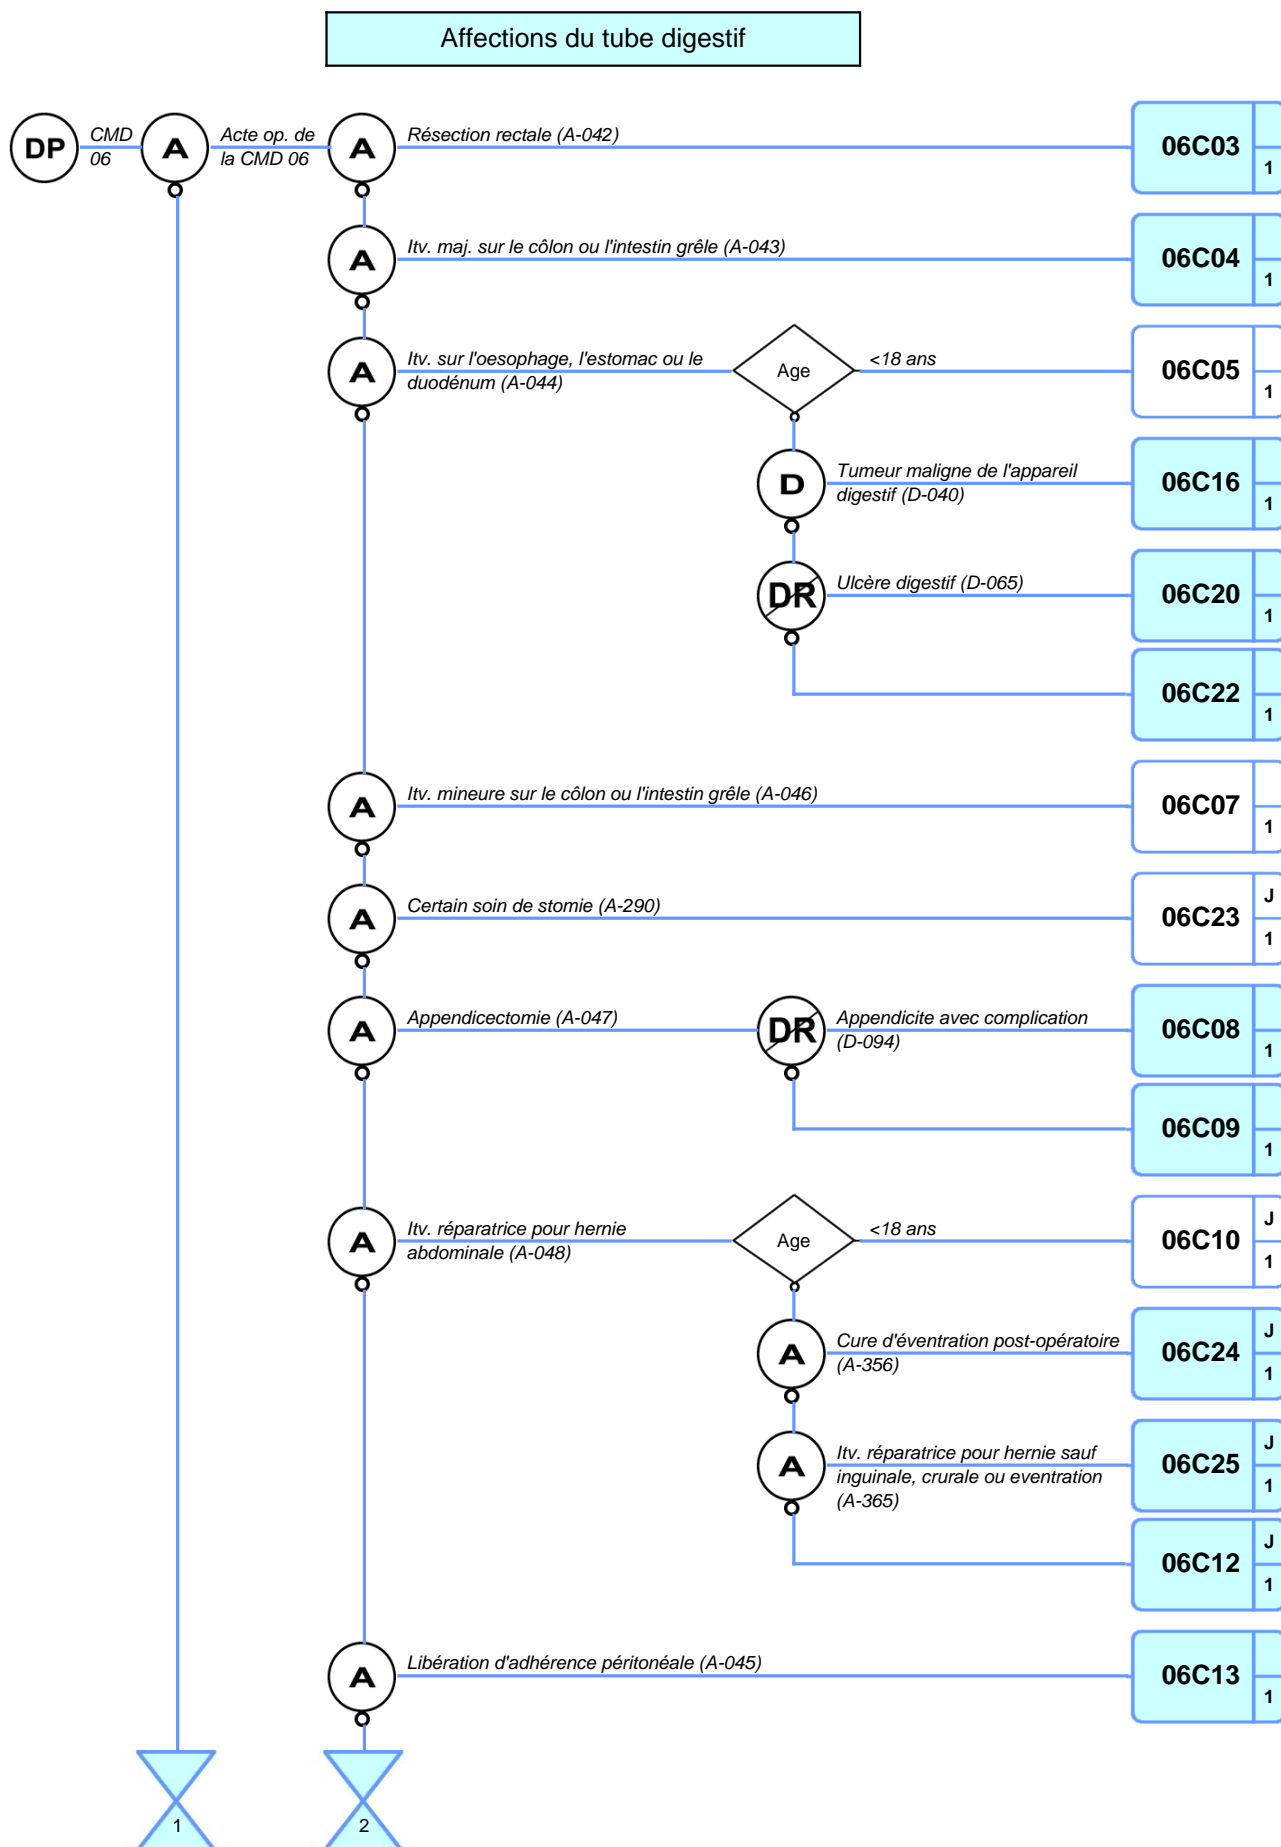 Affections du tube digestif
DP
CMD
06
A
Acte op. de
la CMD 06
A
Résection rectale (A-042)
06C03
1
A
Itv. maj. sur le côlon ou l'intestin grêle (A-043)
06C04
1
A
Itv. sur l'oesophage, l'estomac ou le
duodénum (A-044)
Age
<18 ans
06C05
1
D
Tumeur maligne de l'appareil
digestif (D-040)
06C16
1
DR
Ulcère digestif (D-065)
06C20
1
06C22
1
A
Itv. mineure sur le côlon ou l'intestin grêle (A-046)
06C07
1
A
Certain soin de stomie (A-290)
06C23
J
1
A
Appendicectomie (A-047)
DR
Appendicite avec complication
(D-094)
06C08
1
06C09
1
A
Itv. réparatrice pour hernie
abdominale (A-048)
Age
<18 ans
06C10
J
1
A
Cure d'éventration post-opératoire
(A-356)
06C24
J
1
A
Itv. réparatrice pour hernie sauf
inguinale, crurale ou eventration
(A-365)
06C25
J
1
06C12
J
1
A
Libération d'adhérence péritonéale (A-045)
06C13
1
1
2